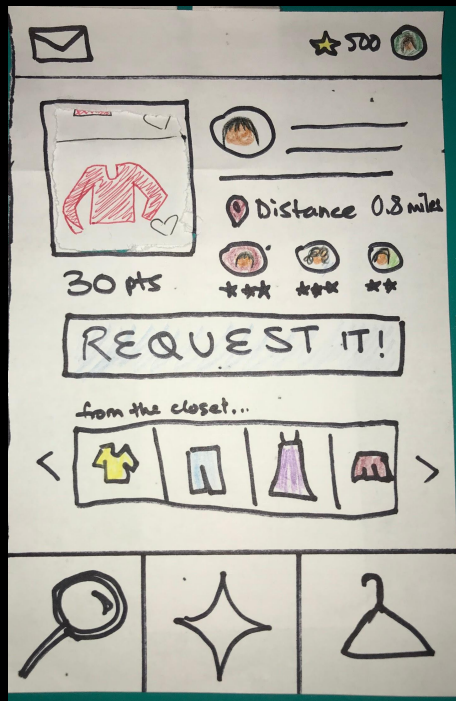 500
Distance 0.8 miles
30 pts
REQUEST IT!
from the closet...